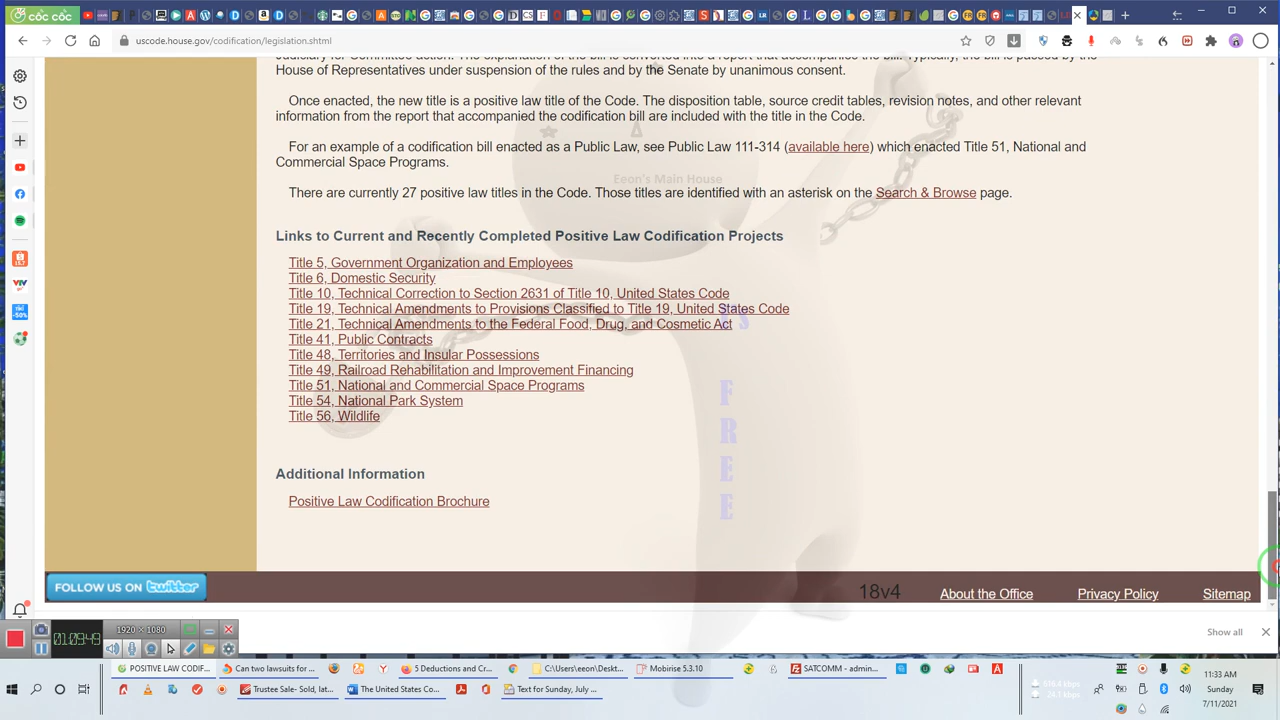 cốc cốc
uscode.house.gov/codification/legislation.shtml
House of Representatives under suspension of the rules and by the Senate by unanimous consent.
Once enacted, the new title is a positive law title of the Code. The disposition table, source credit tables, revision notes, and other relevant
information from the report that accompanied the codification bill are included with the title in the Code.
For an example of a codification bill enacted as a Public Law, see Public Law 111-314 (available here) which enacted Title 51, National and
Commercial Space Programs.
Eeon's Main House
There are currently 27 positive law titles in the Code. Those titles are identified with an asterisk on the Search & Browse page.
Links to Current and Recently Completed Positive Law Codification Projects
Title 5, Government Organization and Employees
Title 6, Domestic Security
Title 10, Technical Correction to Section 2631 of Title 10, United States Code
Title 19, Technical Amendments to Provisions Classified to Title 19, United States Code
Title 21, Technical Amendments to the Federal Food, Drug, and Cosmetic Act
Title 41, Public Contracts
Title 48, Territories and Insular Possessions
Title 49, Railroad Rehabilitation and Improvement Financing
Title 51, National and Commercial Space Programs
Title 54, National Park System
Title 56, Wildlife
F
R
E
E
Additional Information
Positive Law Codification Brochure
FOLLOW US ON twitter
18v4
About the Office
Privacy Policy
Sitemap
1920 × 1080
01:09:49
Show all
POSITIVE LAW CODIF...
Can two lawsuits for ...
5 Deductions and Cr...
C:\Users\eeon\Deskt...
Mobirise 5.3.10
SATCOMM - admin...
11:33 AM
Sunday
7/11/2021
Trustee Sale- Sold, lat...
The United States Co...
Text for Sunday, July ...